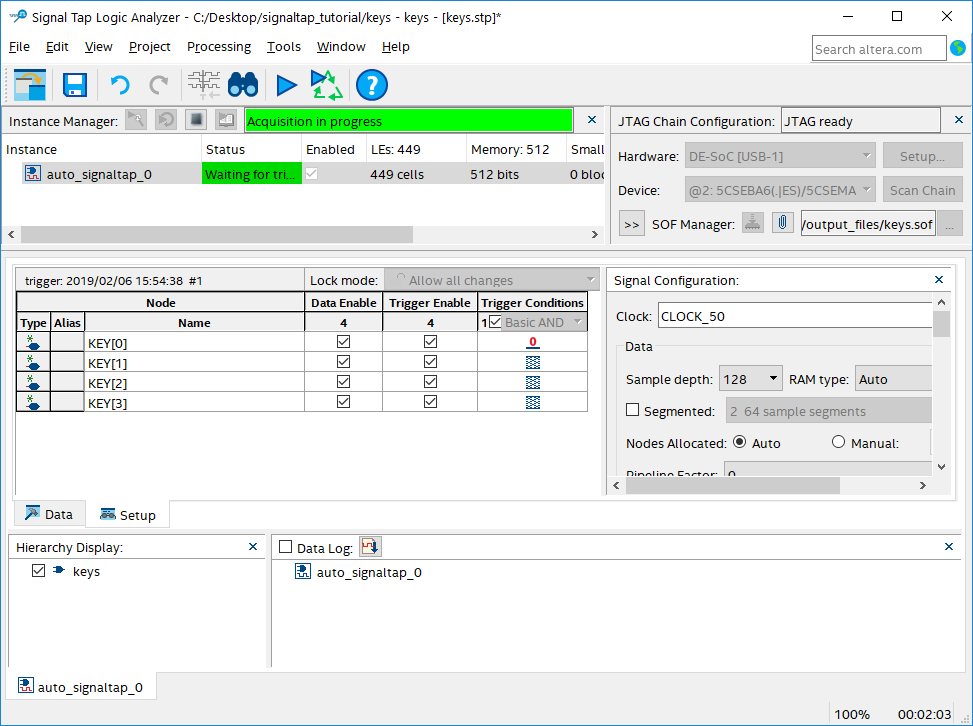 Signal Tap Logic Analyzer - C:/Desktop/signaltap_tutorial/keys - keys - [keys.stp]*
File Edit View Project Processing Tools Window Help
Search altera.com
Instance Manager: Acquisition in progress
Instance Status Enabled LEs: 449 Memory: 512 Small
auto_signaltap_0 Waiting for tri... 449 cells 512 bits 0 bloc
JTAG Chain Configuration: JTAG ready
Hardware: DE-SoC [USB-1] Setup...
Device: @2: 5CSEBA6(.|ES)/5CSEMA Scan Chain
>> SOF Manager: /output_files/keys.sof ...
trigger: 2019/02/06 15:54:38 #1 Lock mode: Allow all changes
Node Data Enable Trigger Enable Trigger Conditions
Type Alias Name 4 4 1 Basic AND
KEY[0] 0
KEY[1]
KEY[2]
KEY[3]
Signal Configuration:
Clock: CLOCK_50
Data
Sample depth: 128 RAM type: Auto
Segmented: 2 64 sample segments
Nodes Allocated: Auto Manual:
Pipeline Factor: 0
Data Setup
Hierarchy Display:
keys
Data Log:
auto_signaltap_0
auto_signaltap_0
100% 00:02:03